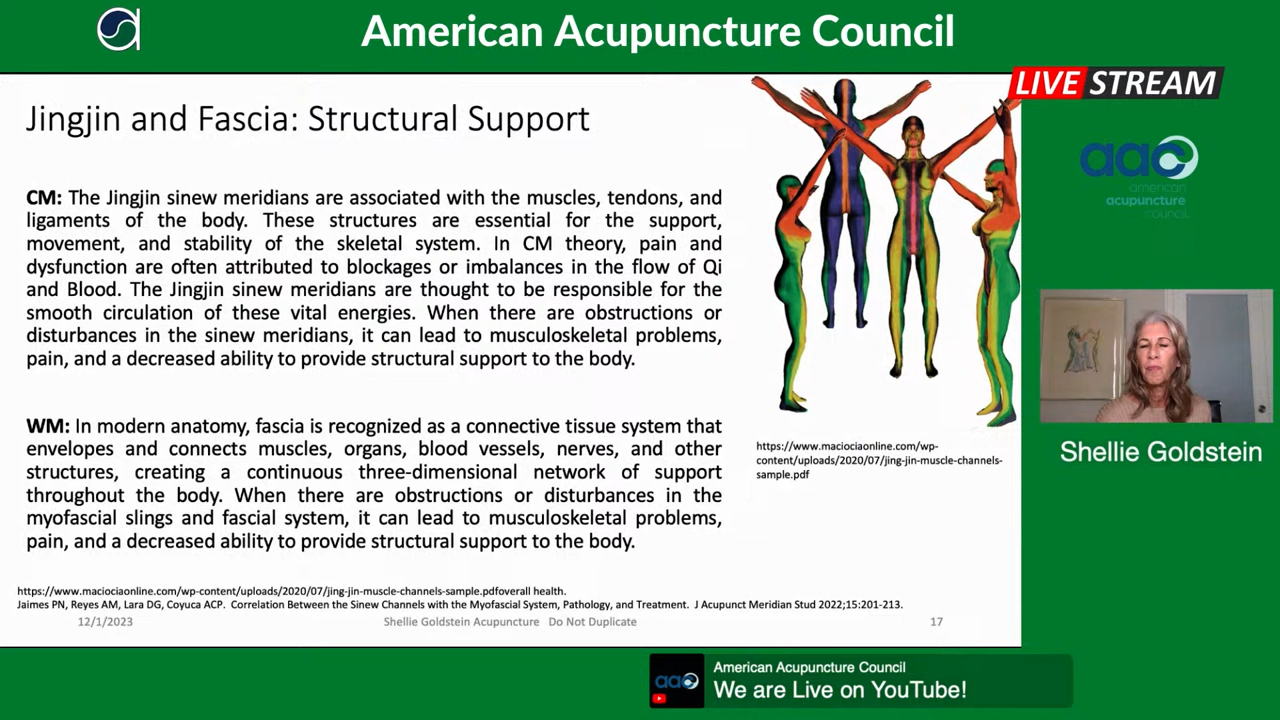 American Acupuncture Council
LIVE STREAM
Jingjin and Fascia: Structural Support
CM: The Jingjin sinew meridians are associated with the muscles, tendons, and
ligaments of the body. These structures are essential for the support,
movement, and stability of the skeletal system. In CM theory, pain and
dysfunction are often attributed to blockages or imbalances in the flow of Qi
and Blood. The Jingjin sinew meridians are thought to be responsible for the
smooth circulation of these vital energies. When there are obstructions or
disturbances in the sinew meridians, it can lead to musculoskeletal problems,
pain, and a decreased ability to provide structural support to the body.
WM: In modern anatomy, fascia is recognized as a connective tissue system that
envelopes and connects muscles, organs, blood vessels, nerves, and other
structures, creating a continuous three-dimensional network of support
throughout the body. When there are obstructions or disturbances in the
myofascial slings and fascial system, it can lead to musculoskeletal problems,
pain, and a decreased ability to provide structural support to the body.
https://www.maciociaonline.com/wp-
content/uploads/2020/07/jing-jin-muscle-channels-
sample.pdf
https://www.maciociaonline.com/wp-content/uploads/2020/07/jing-jin-muscle-channels-sample.pdfoverall health.
Jaimes PN, Reyes AM, Lara DG, Coyuca ACP. Correlation Between the Sinew Channels with the Myofascial System, Pathology, and Treatment. J Acupunct Meridian Stud 2022;15:201-213.
12/1/2023
Shellie Goldstein Acupuncture Do Not Duplicate
17
aac
american
acupuncture
council
Shellie Goldstein
aac
American Acupuncture Council
We are Live on YouTube!